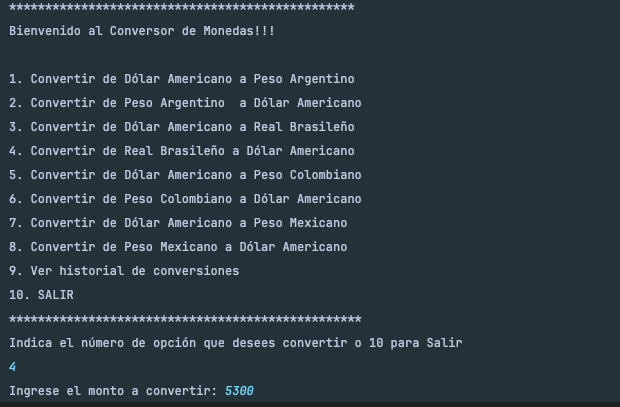 ************************************************
Bienvenido al Conversor de Monedas!!!
1. Convertir de Dólar Americano a Peso Argentino
2. Convertir de Peso Argentino  a Dólar Americano
3. Convertir de Dólar Americano a Real Brasileño
4. Convertir de Real Brasileño a Dólar Americano
5. Convertir de Dólar Americano a Peso Colombiano
6. Convertir de Peso Colombiano a Dólar Americano
7. Convertir de Dólar Americano a Peso Mexicano
8. Convertir de Peso Mexicano a Dólar Americano
9. Ver historial de conversiones
10. SALIR
*************************************************
Indica el número de opción que desees convertir o 10 para Salir
4
Ingrese el monto a convertir: 5300